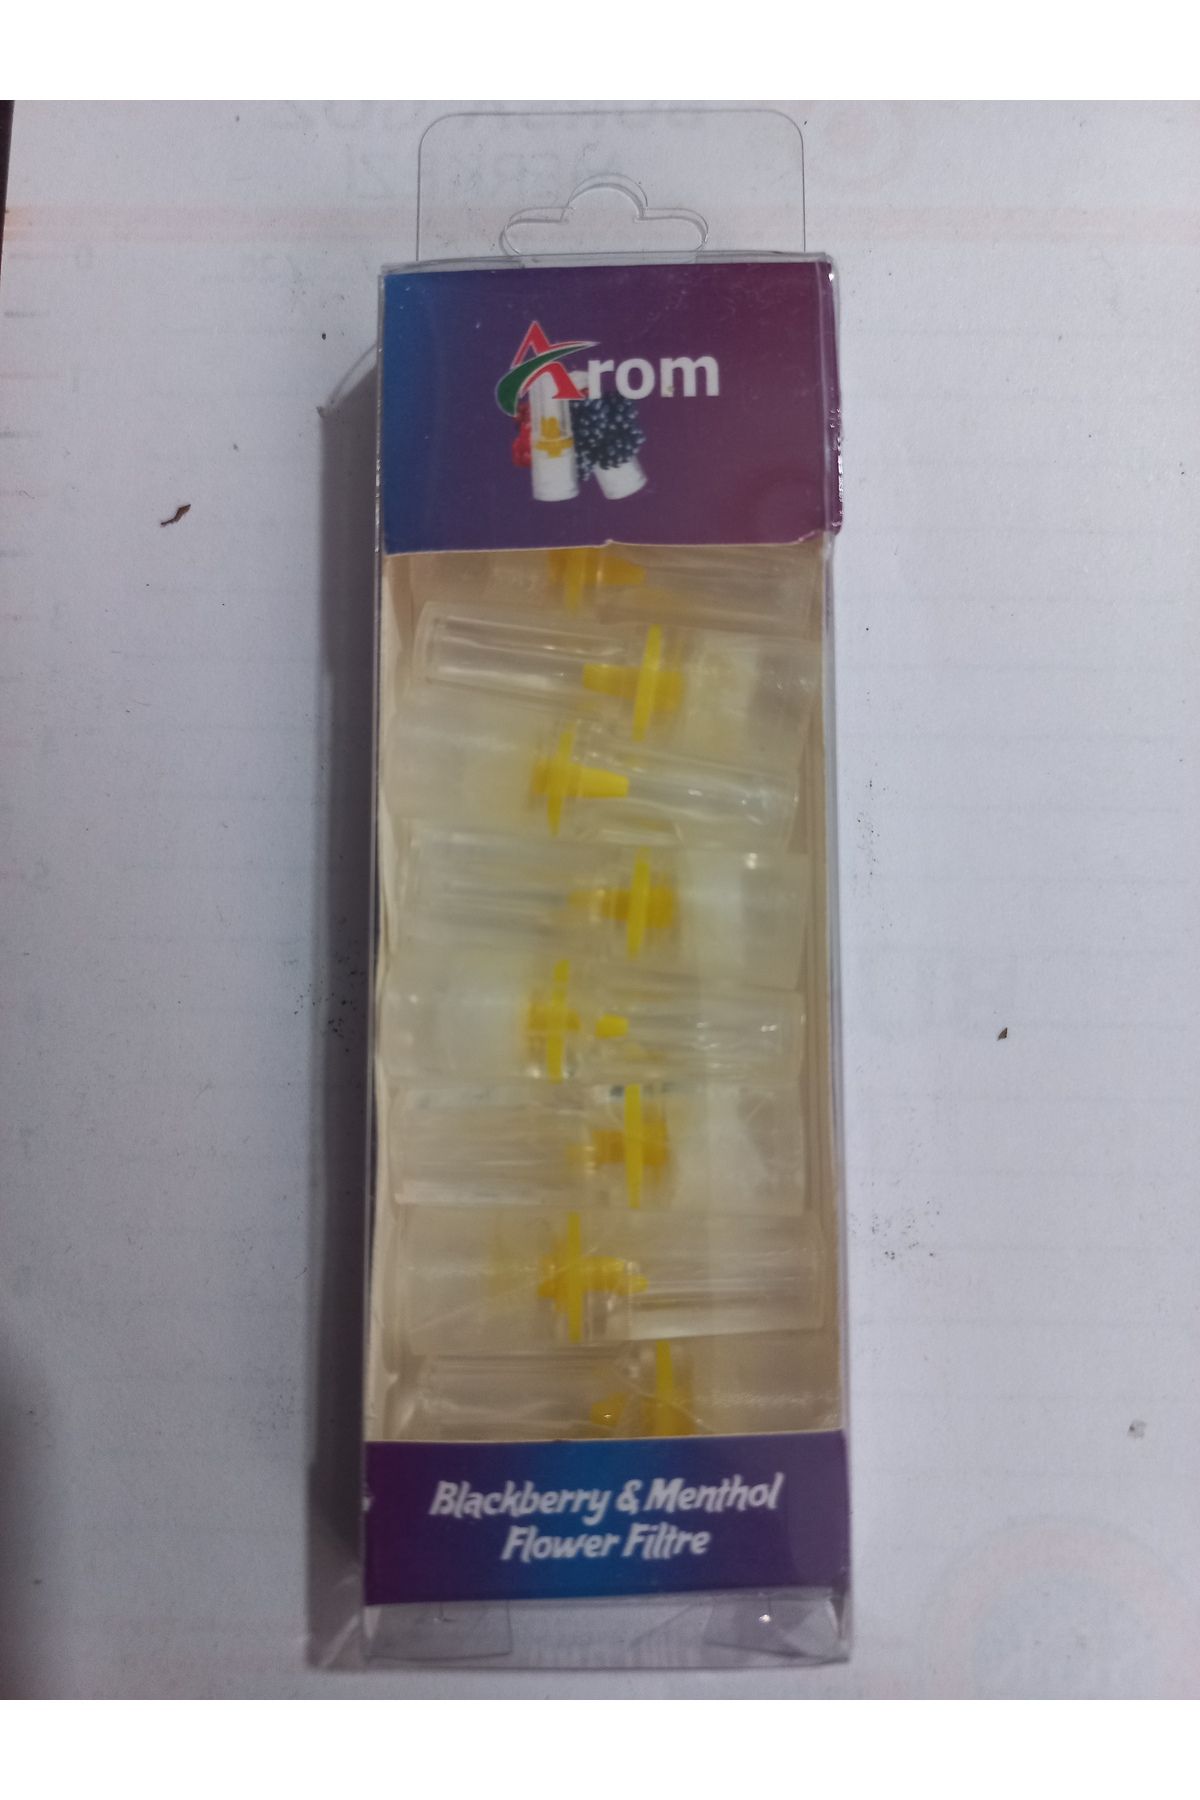 Arom
Blackberry & Menthol
Flower Filtre